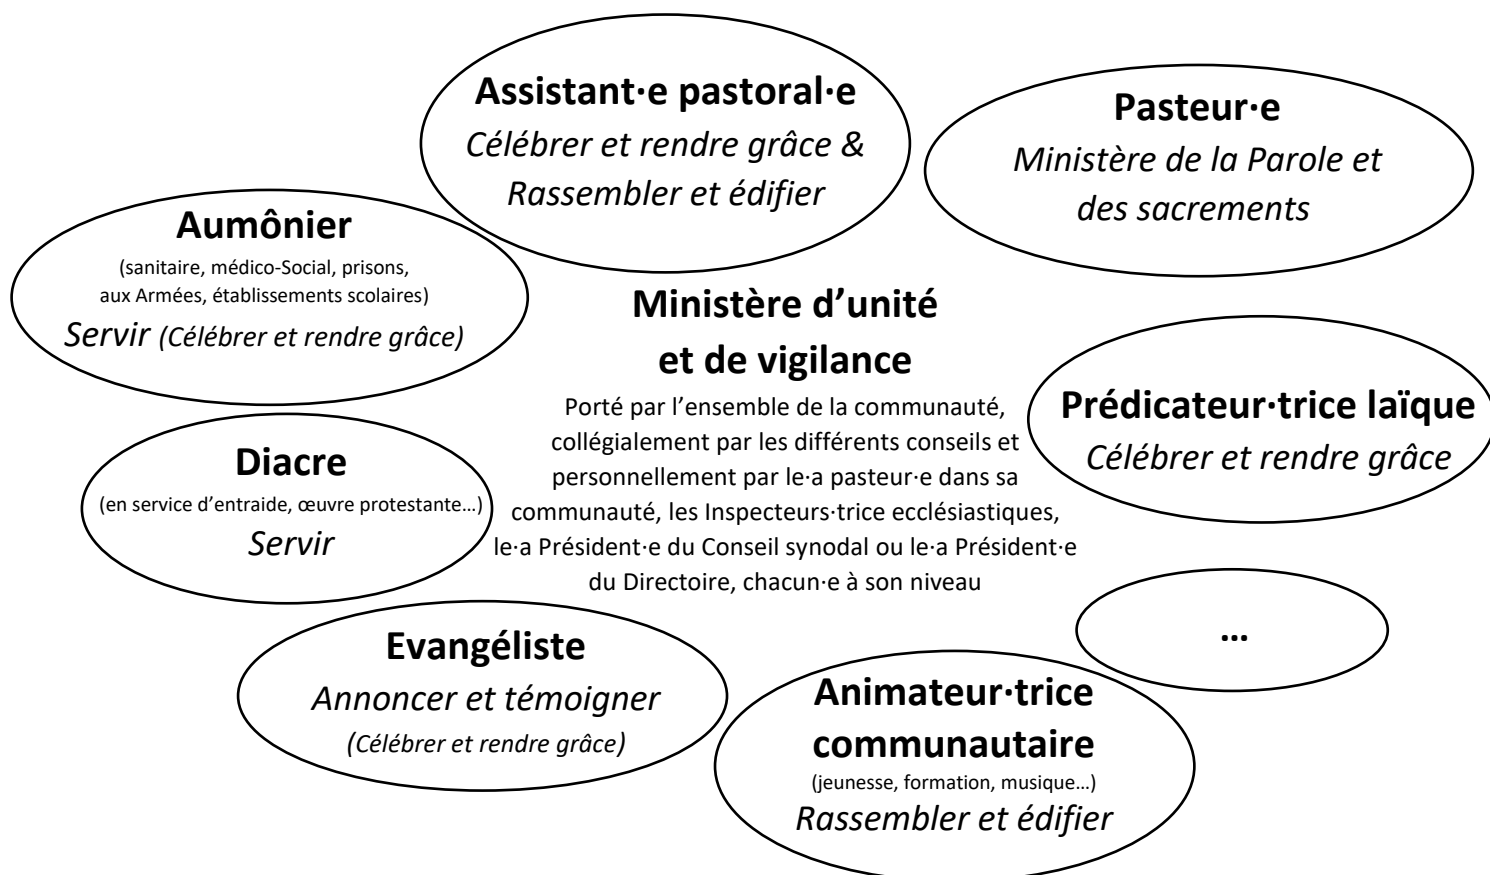 Assistant·e pastoral·e
Célébrer et rendre grâce &
Rassembler et édifier
Pasteur·e
Ministère de la Parole et
des sacrements
Aumônier
(sanitaire, médico-Social, prisons,
aux Armées, établissements scolaires)
Servir (Célébrer et rendre grâce)
Ministère d’unité
et de vigilance
Porté par l’ensemble de la communauté,
collégialement par les différents conseils et
personnellement par le·a pasteur·e dans sa
communauté, les Inspecteurs·trice ecclésiastiques,
le·a Président·e du Conseil synodal ou le·a Président·e
du Directoire, chacun·e à son niveau
Prédicateur·trice laïque
Célébrer et rendre grâce
Diacre
(en service d’entraide, œuvre protestante…)
Servir
…
Evangéliste
Annoncer et témoigner
(Célébrer et rendre grâce)
Animateur·trice
communautaire
(jeunesse, formation, musique…)
Rassembler et édifier